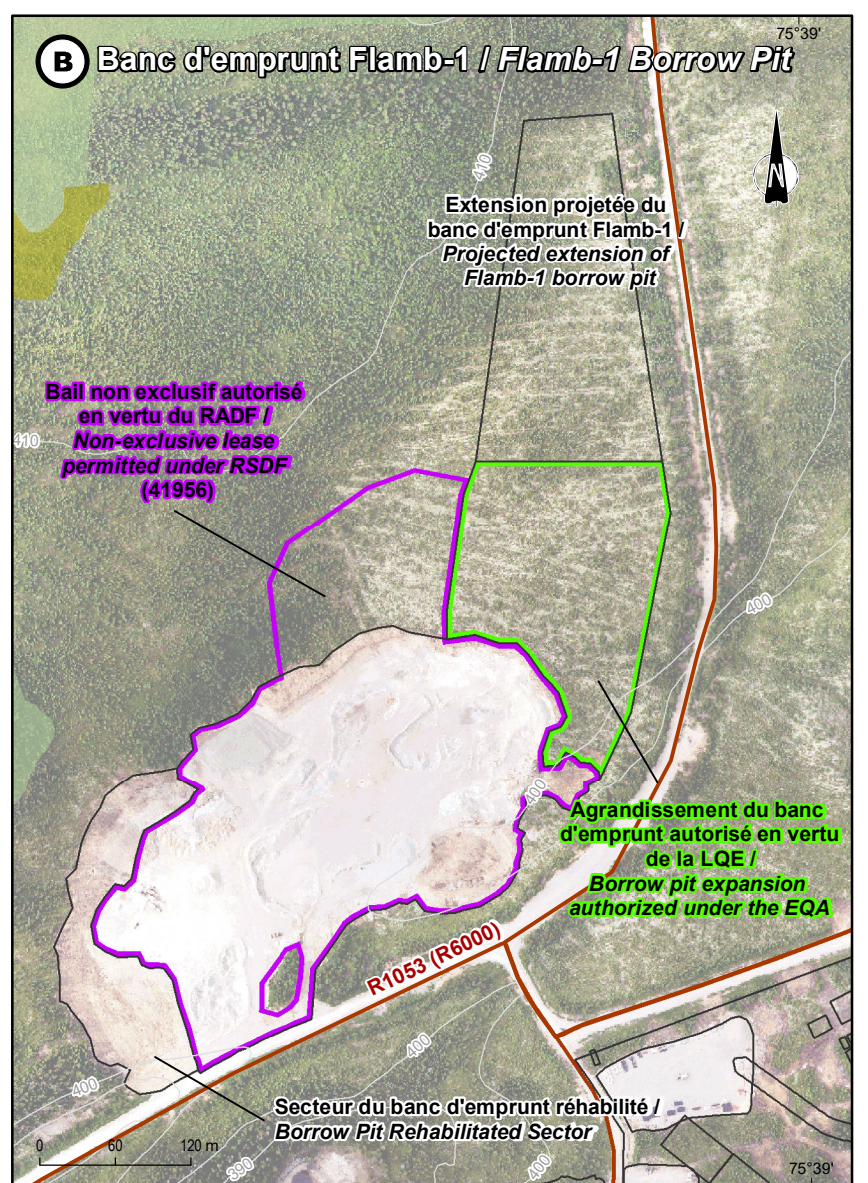 75°39'
B Banc d'emprunt Flamb-1 / Flamb-1 Borrow Pit
N
410
Extension projetée du
banc d'emprunt Flamb-1 /
Projected extension of
Flamb-1 borrow pit
Bail non exclusif autorisé
en vertu du RADF /
Non-exclusive lease
permitted under RSDF
(41956)
410
400
400
Agrandissement du banc
d'emprunt autorisé en vertu
de la LQE /
Borrow pit expansion
authorized under the EQA
R1053 (R6000)
400
400
Secteur du banc d'emprunt réhabilité /
Borrow Pit Rehabilitated Sector
0 60 120 m
390
400
75°39'